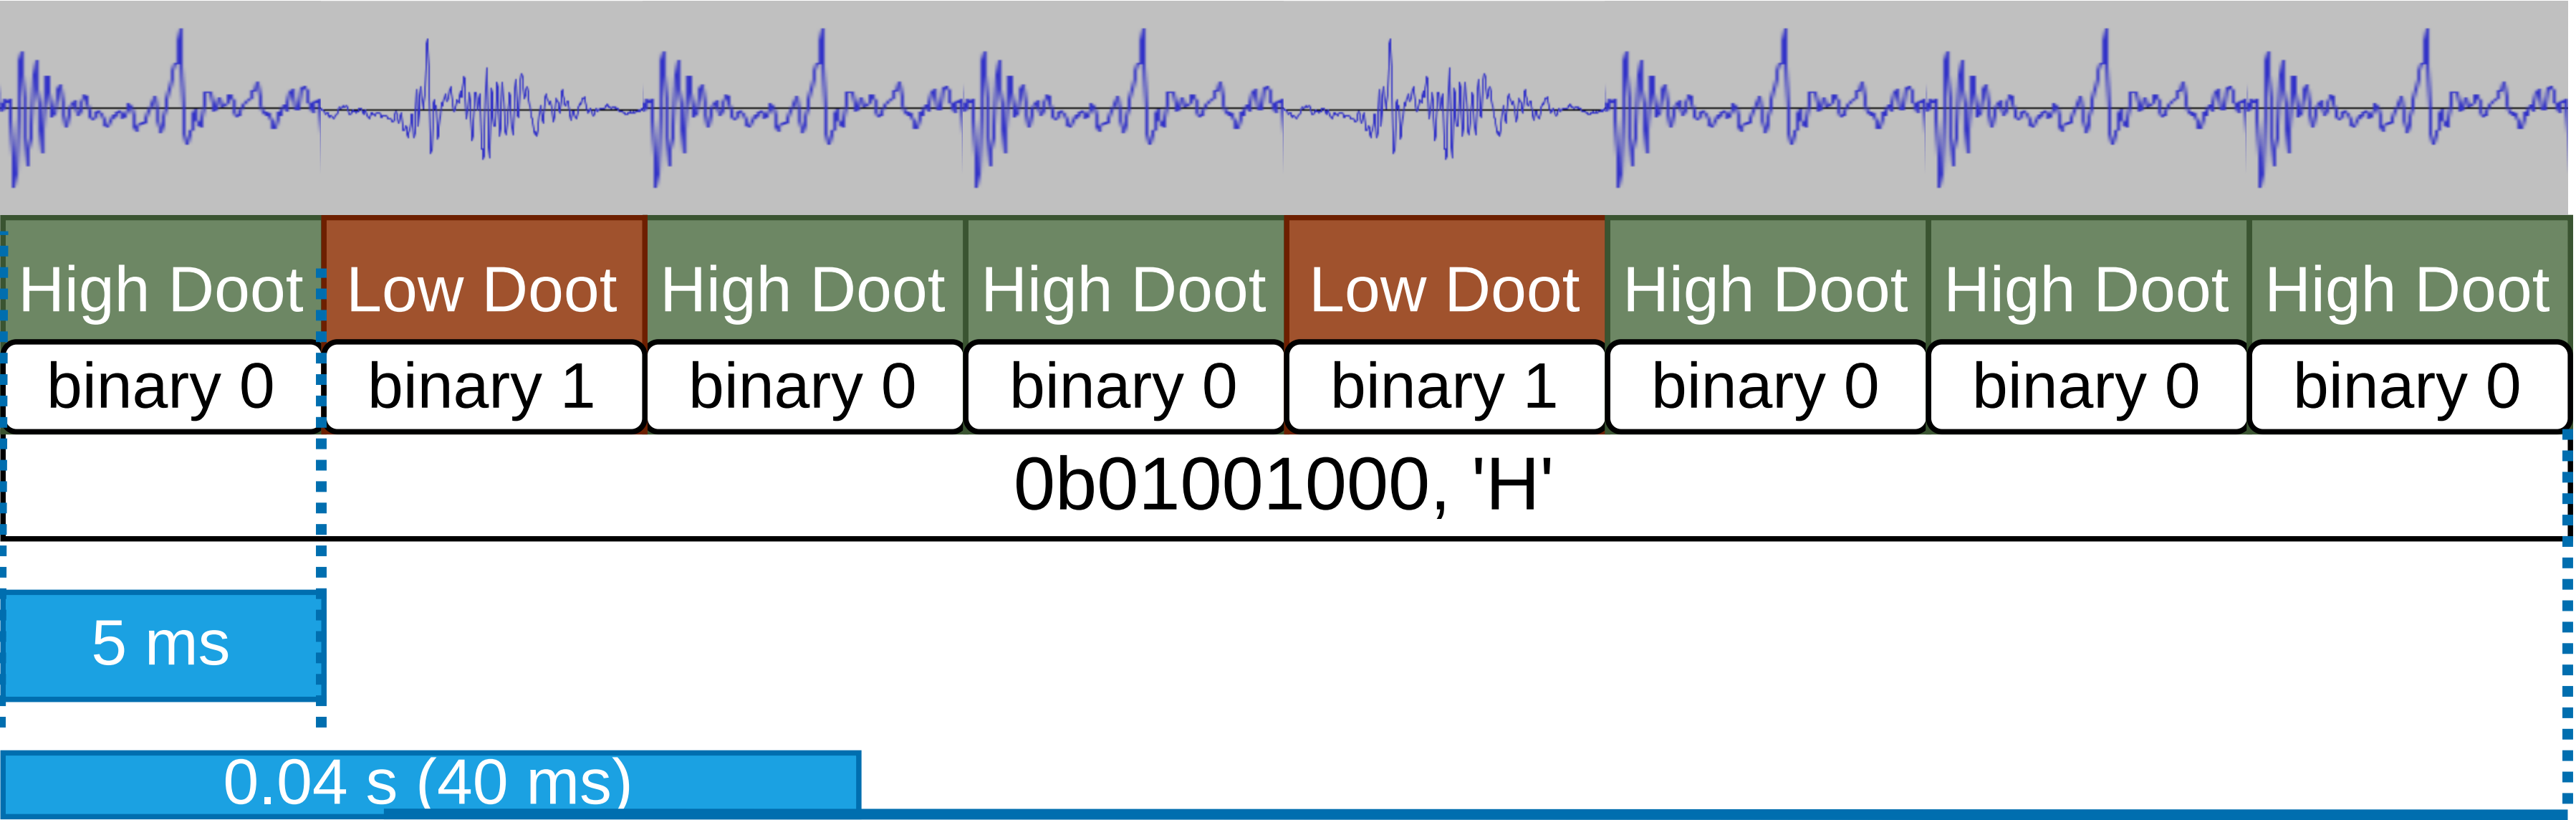 High Doot Low Doot High Doot High Doot Low Doot High Doot High Doot High Doot
binary 0 binary 1 binary 0 binary 0 binary 1 binary 0 binary 0 binary 0
0b01001000, 'H'
5 ms
0.04 s (40 ms)